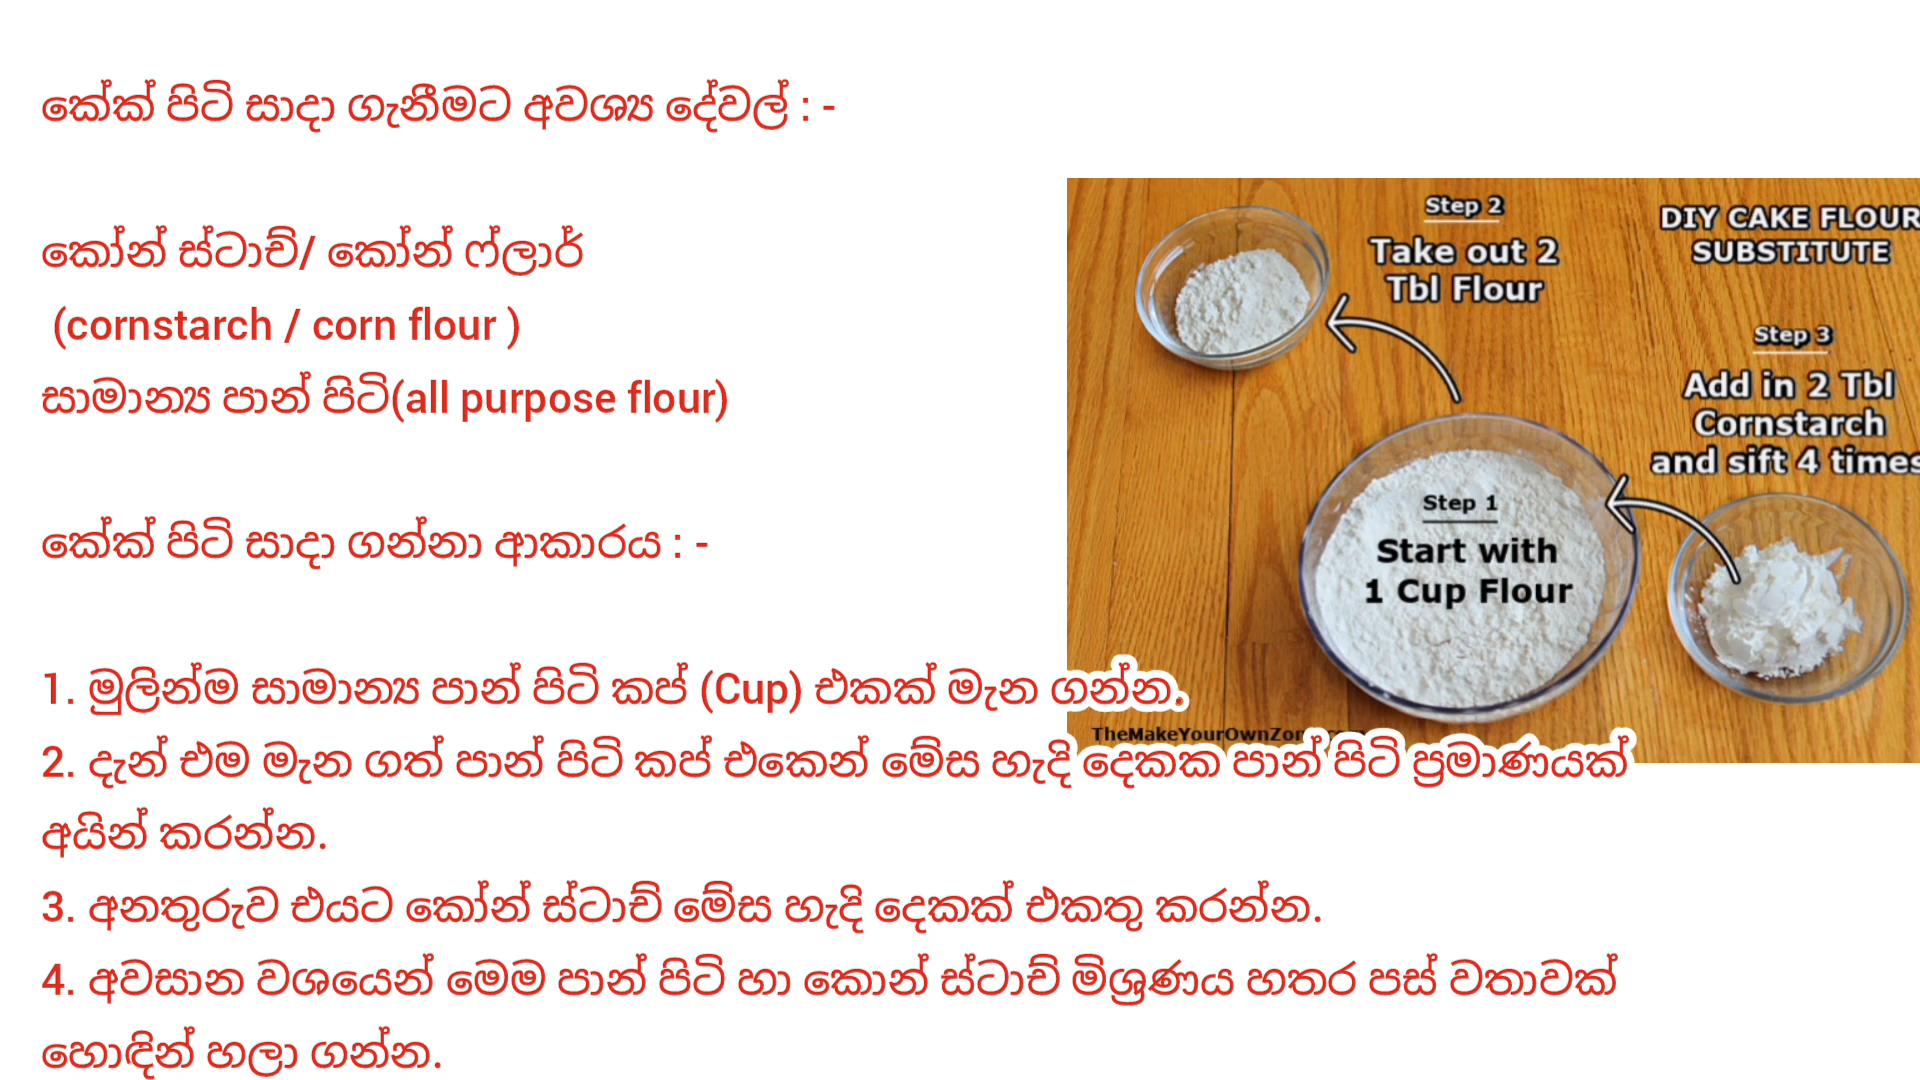 කේක් පිටි සාදා ගැනීමට අවශ්‍ය දේවල් : -
කෝන් ස්ටාච්/ කෝන් ෆ්ලාර්
(cornstarch / corn flour )
සාමාන්‍ය පාන් පිටි(all purpose flour)
කේක් පිටි සාදා ගන්නා ආකාරය : -
1. මුලින්ම සාමාන්‍ය පාන් පිටි කප් (Cup) එකක් මැන ගන්න.
2. දැන් එම මැන ගත් පාන් පිටි කප් එකෙන් මේස හැදි දෙකක පාන් පිටි ප්‍රමාණයක්
අයින් කරන්න.
3. අනතුරුව එයට කෝන් ස්ටාච් මේස හැදි දෙකක් එකතු කරන්න.
4. අවසාන වශයෙන් මෙම පාන් පිටි හා කොන් ස්ටාච් මිශ්‍රණය හතර පස් වතාවක්
හොඳින් හලා ගන්න.
DIY CAKE FLOUR
SUBSTITUTE
Step 1
Start with
1 Cup Flour
Step 2
Take out 2
Tbl Flour
Step 3
Add in 2 Tbl
Cornstarch
and sift 4 times